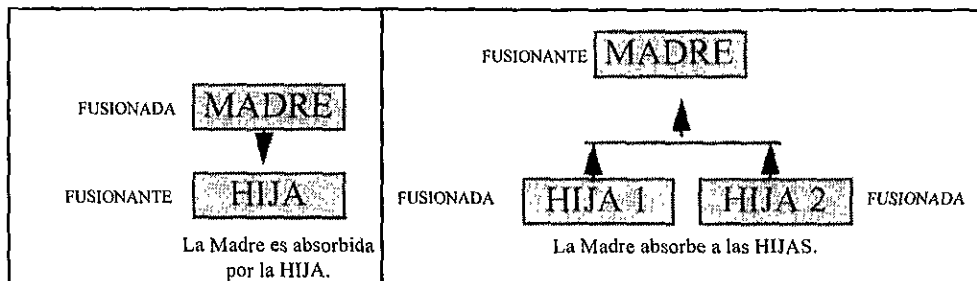 FUSIONADA MADRE
FUSIONANTE HIJA
La Madre es absorbida
por la HIJA.
FUSIONANTE MADRE
FUSIONADA HIJA 1 HIJA 2 FUSIONADA
La Madre absorbe a las HIJAS.